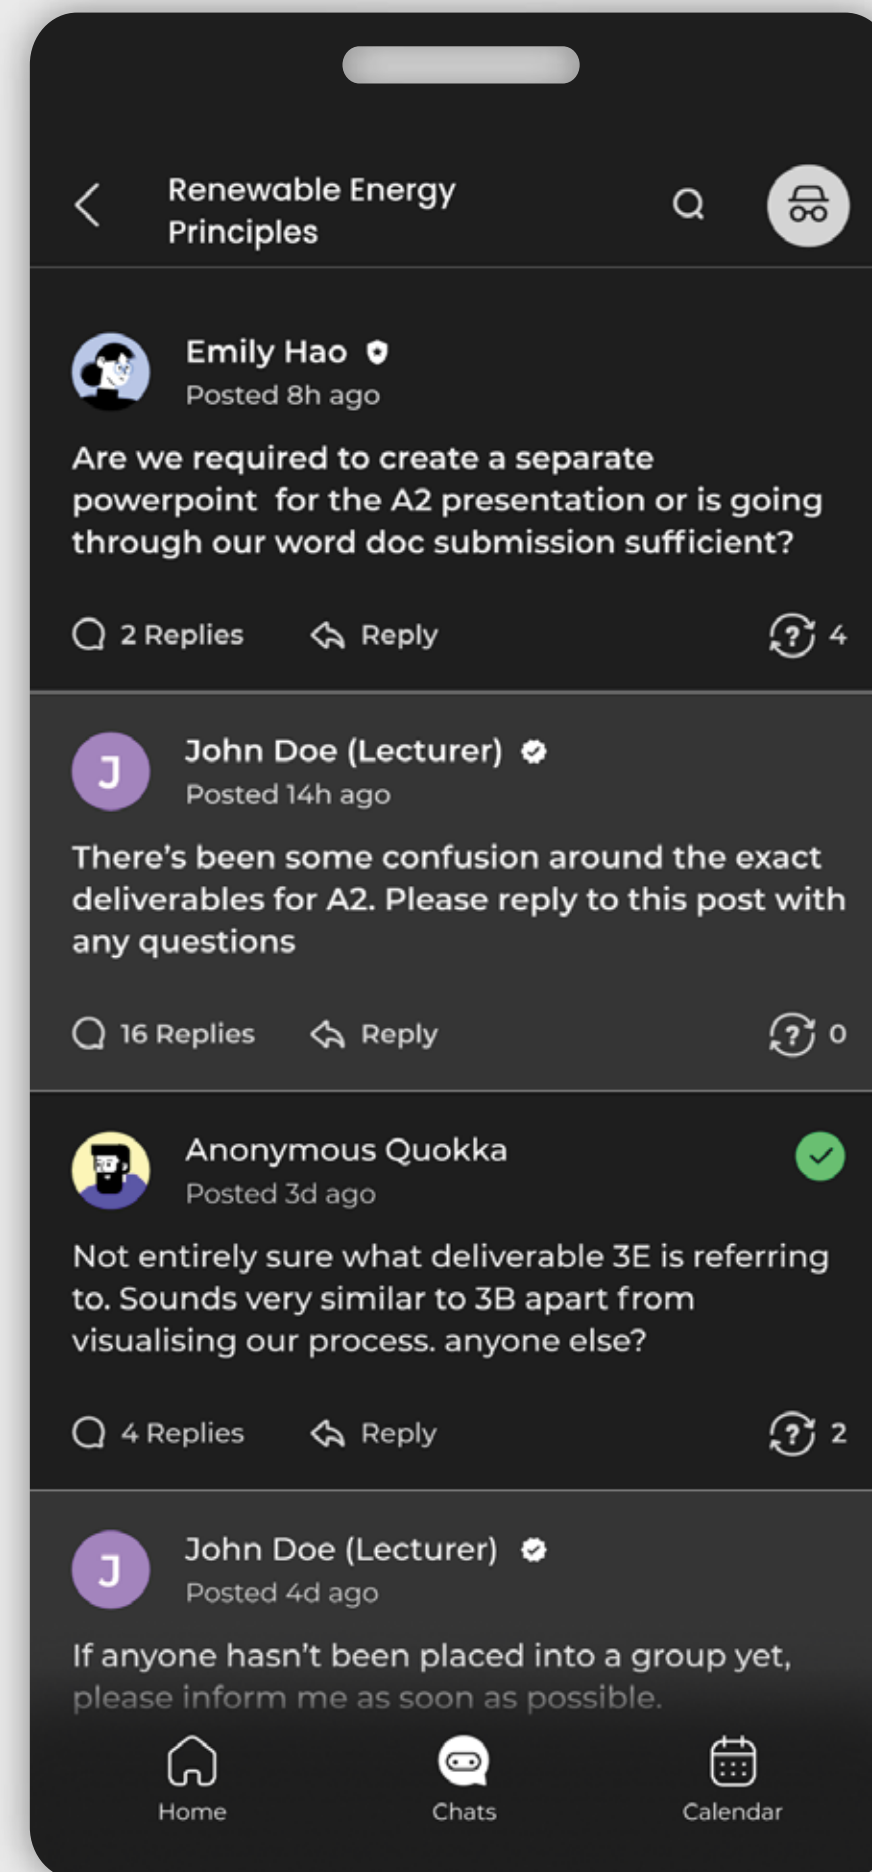 Renewable Energy
Principles
Emily Hao
Posted 8h ago
Are we required to create a separate
powerpoint  for the A2 presentation or is going
through our word doc submission sufficient?
2 Replies
Reply
? 4
J
John Doe (Lecturer)
Posted 14h ago
There’s been some confusion around the exact
deliverables for A2. Please reply to this post with
any questions
16 Replies
Reply
? 0
Anonymous Quokka
Posted 3d ago
Not entirely sure what deliverable 3E is referring
to. Sounds very similar to 3B apart from
visualising our process. anyone else?
4 Replies
Reply
? 2
J
John Doe (Lecturer)
Posted 4d ago
If anyone hasn’t been placed into a group yet,
please inform me as soon as possible.
Home
Chats
Calendar